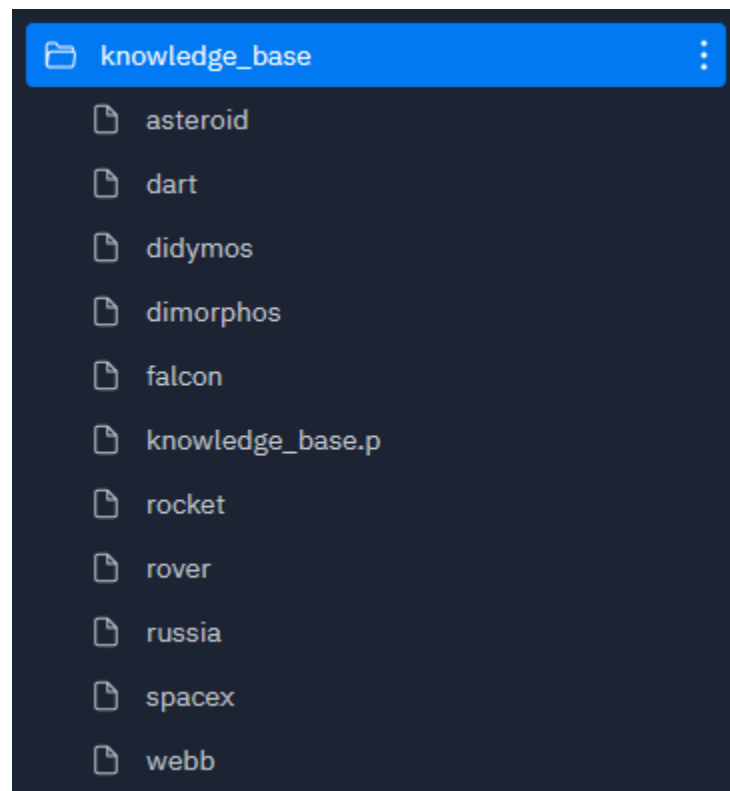 knowledge_base
asteroid
dart
didymos
dimorphos
falcon
knowledge_base.p
rocket
rover
russia
spacex
webb